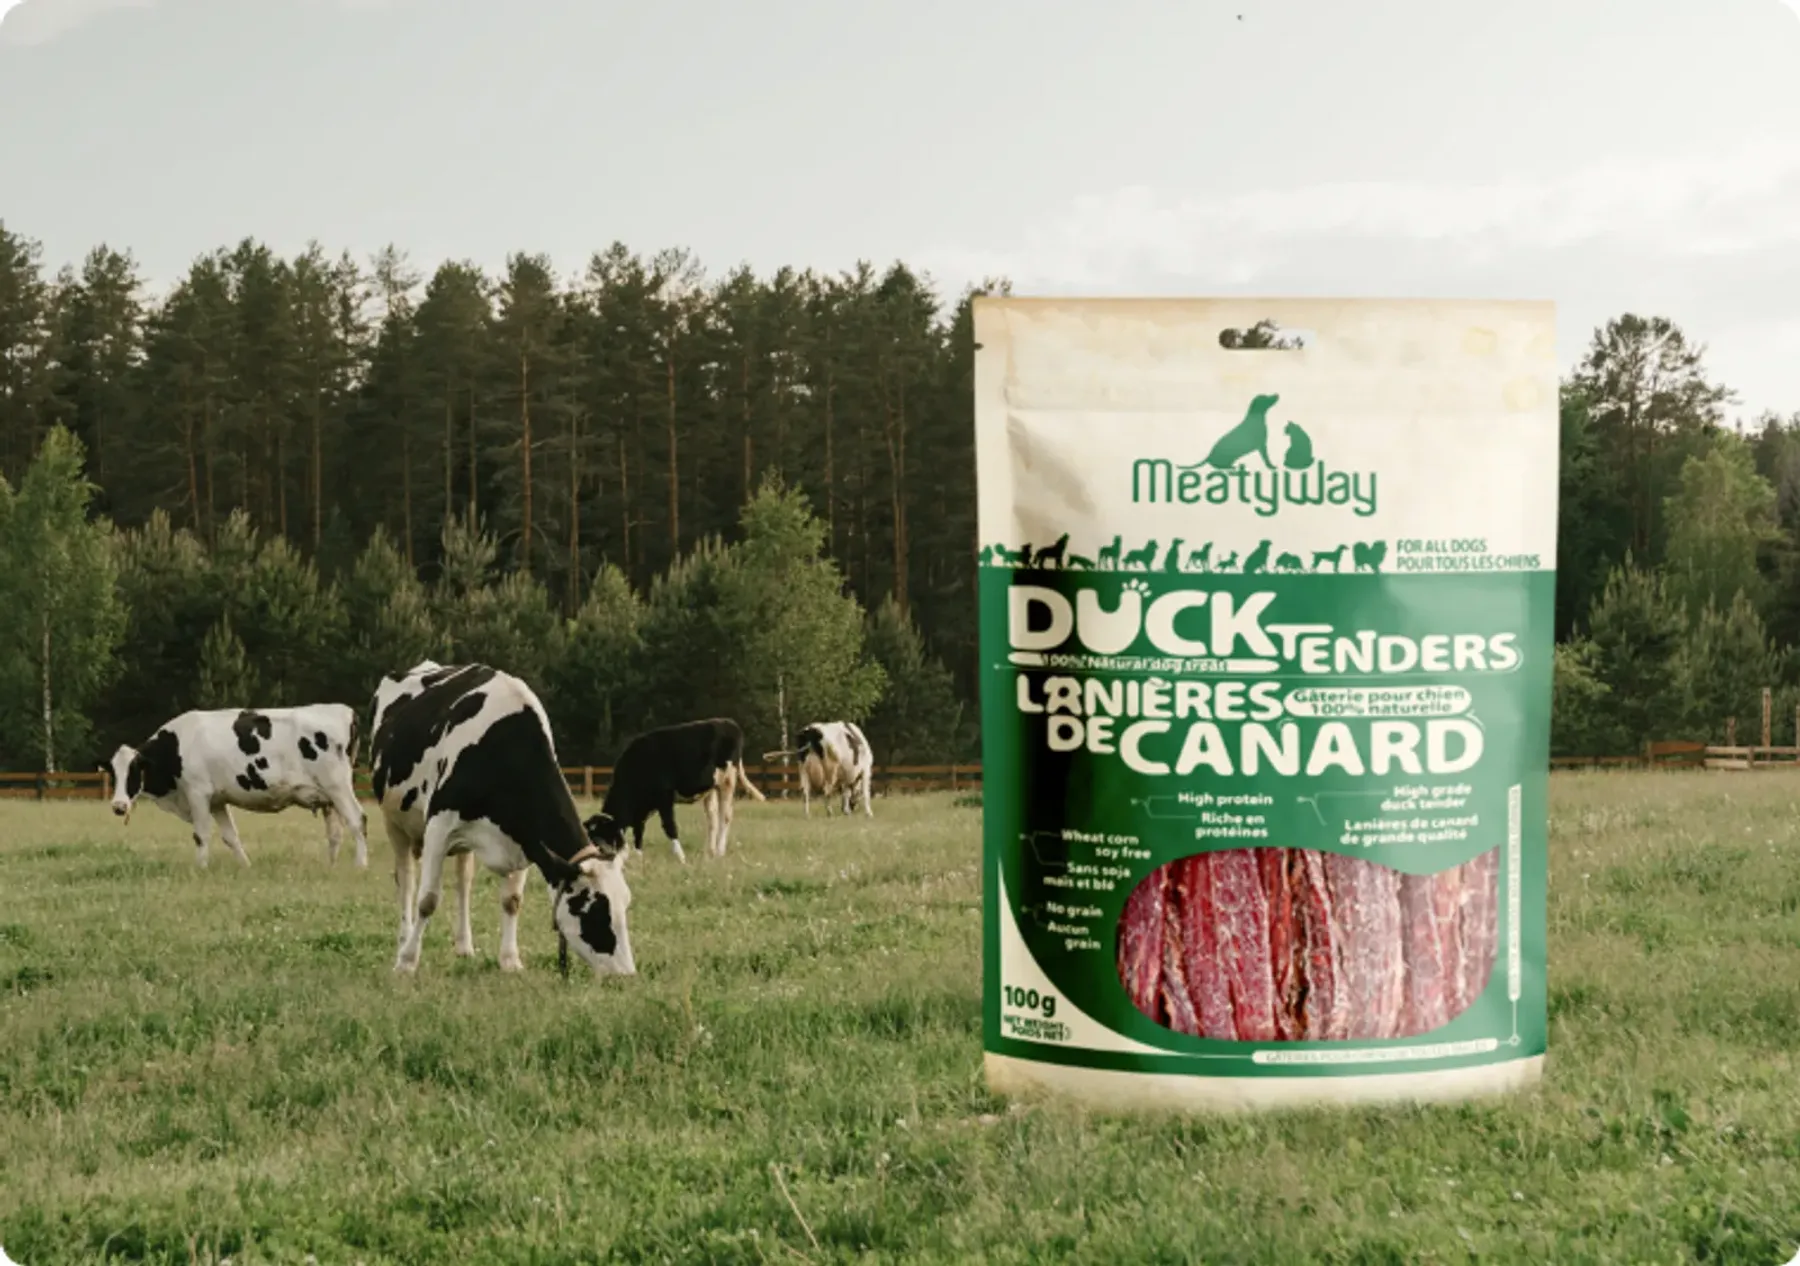 MeatyWay
FOR ALL DOGS
POUR TOUS LES CHIENS
DUCK TENDERS
100% Natural dog treat
LANIÈRES
DE CANARD
Gâterie pour chien
100% naturelle
High protein
Riche en
protéines
High grade
duck tender
Lanières de canard
de grande qualité
Wheat corn
soy free
Sans soja
maïs et blé
No grain
Aucun
grain
100g
NET WEIGHT
POIDS NET